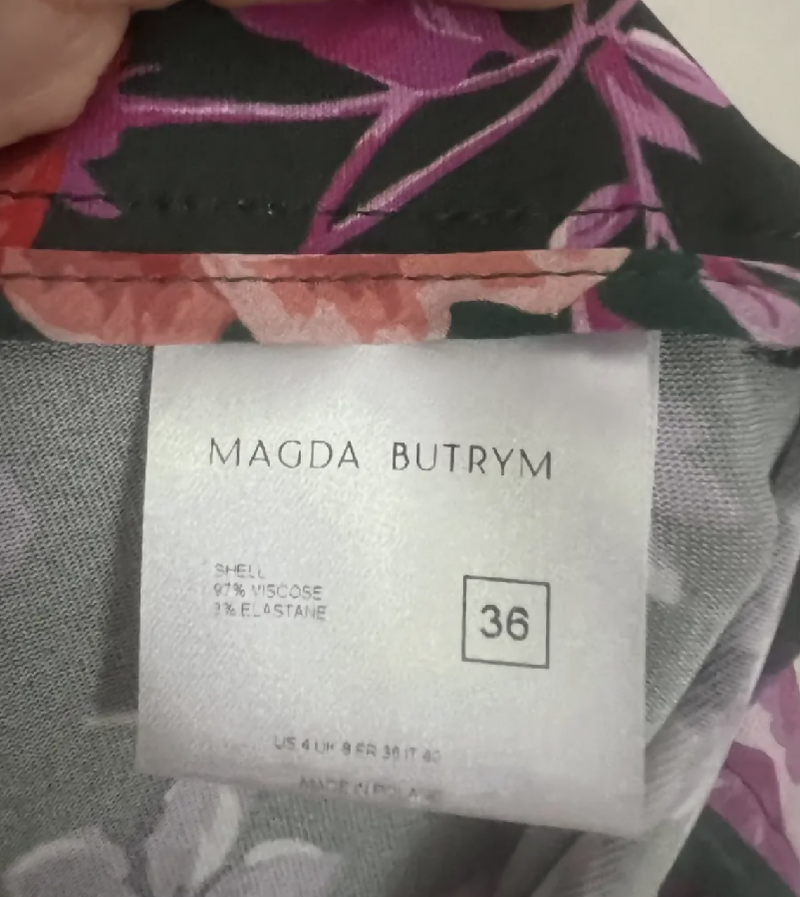 MAGDA BUTRYM
SHELL
97% VISCOSE
3% ELASTANE
36
US 4 UK 8 FR 36 IT 40
MADE IN POLAND